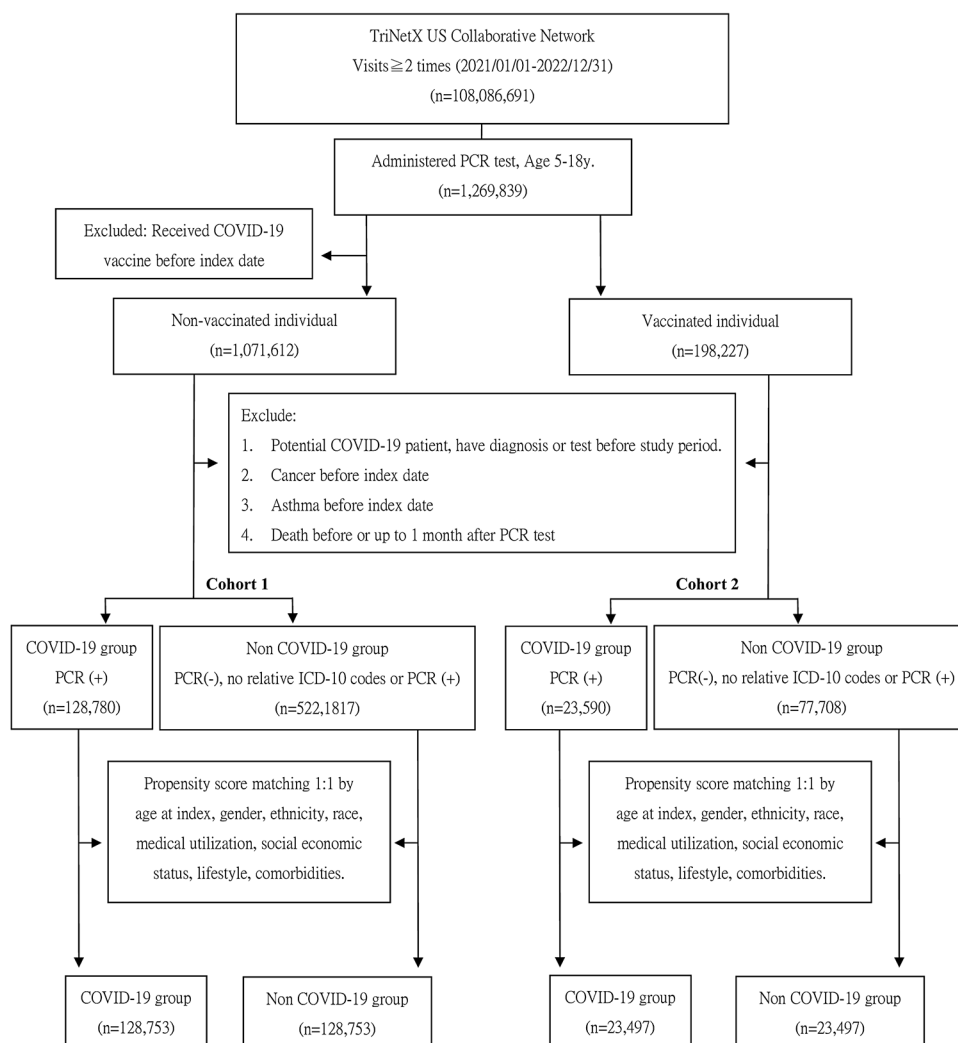 TriNetX US Collaborative Network
Visits≧2 times (2021/01/01-2022/12/31)
(n=108,086,691)
Administered PCR test, Age 5-18y.
(n=1,269,839)
Excluded: Received COVID-19
vaccine before index date
Non-vaccinated individual
(n=1,071,612)
Vaccinated individual
(n=198,227)
Exclude:
1. Potential COVID-19 patient, have diagnosis or test before study period.
2. Cancer before index date
3. Asthma before index date
4. Death before or up to 1 month after PCR test
Cohort 1
Cohort 2
COVID-19 group
PCR (+)
(n=128,780)
Non COVID-19 group
PCR(-), no relative ICD-10 codes or PCR (+)
(n=522,1817)
COVID-19 group
PCR (+)
(n=23,590)
Non COVID-19 group
PCR(-), no relative ICD-10 codes or PCR (+)
(n=77,708)
Propensity score matching 1:1 by
age at index, gender, ethnicity, race,
medical utilization, social economic
status, lifestyle, comorbidities.
Propensity score matching 1:1 by
age at index, gender, ethnicity, race,
medical utilization, social economic
status, lifestyle, comorbidities.
COVID-19 group
(n=128,753)
Non COVID-19 group
(n=128,753)
COVID-19 group
(n=23,497)
Non COVID-19 group
(n=23,497)